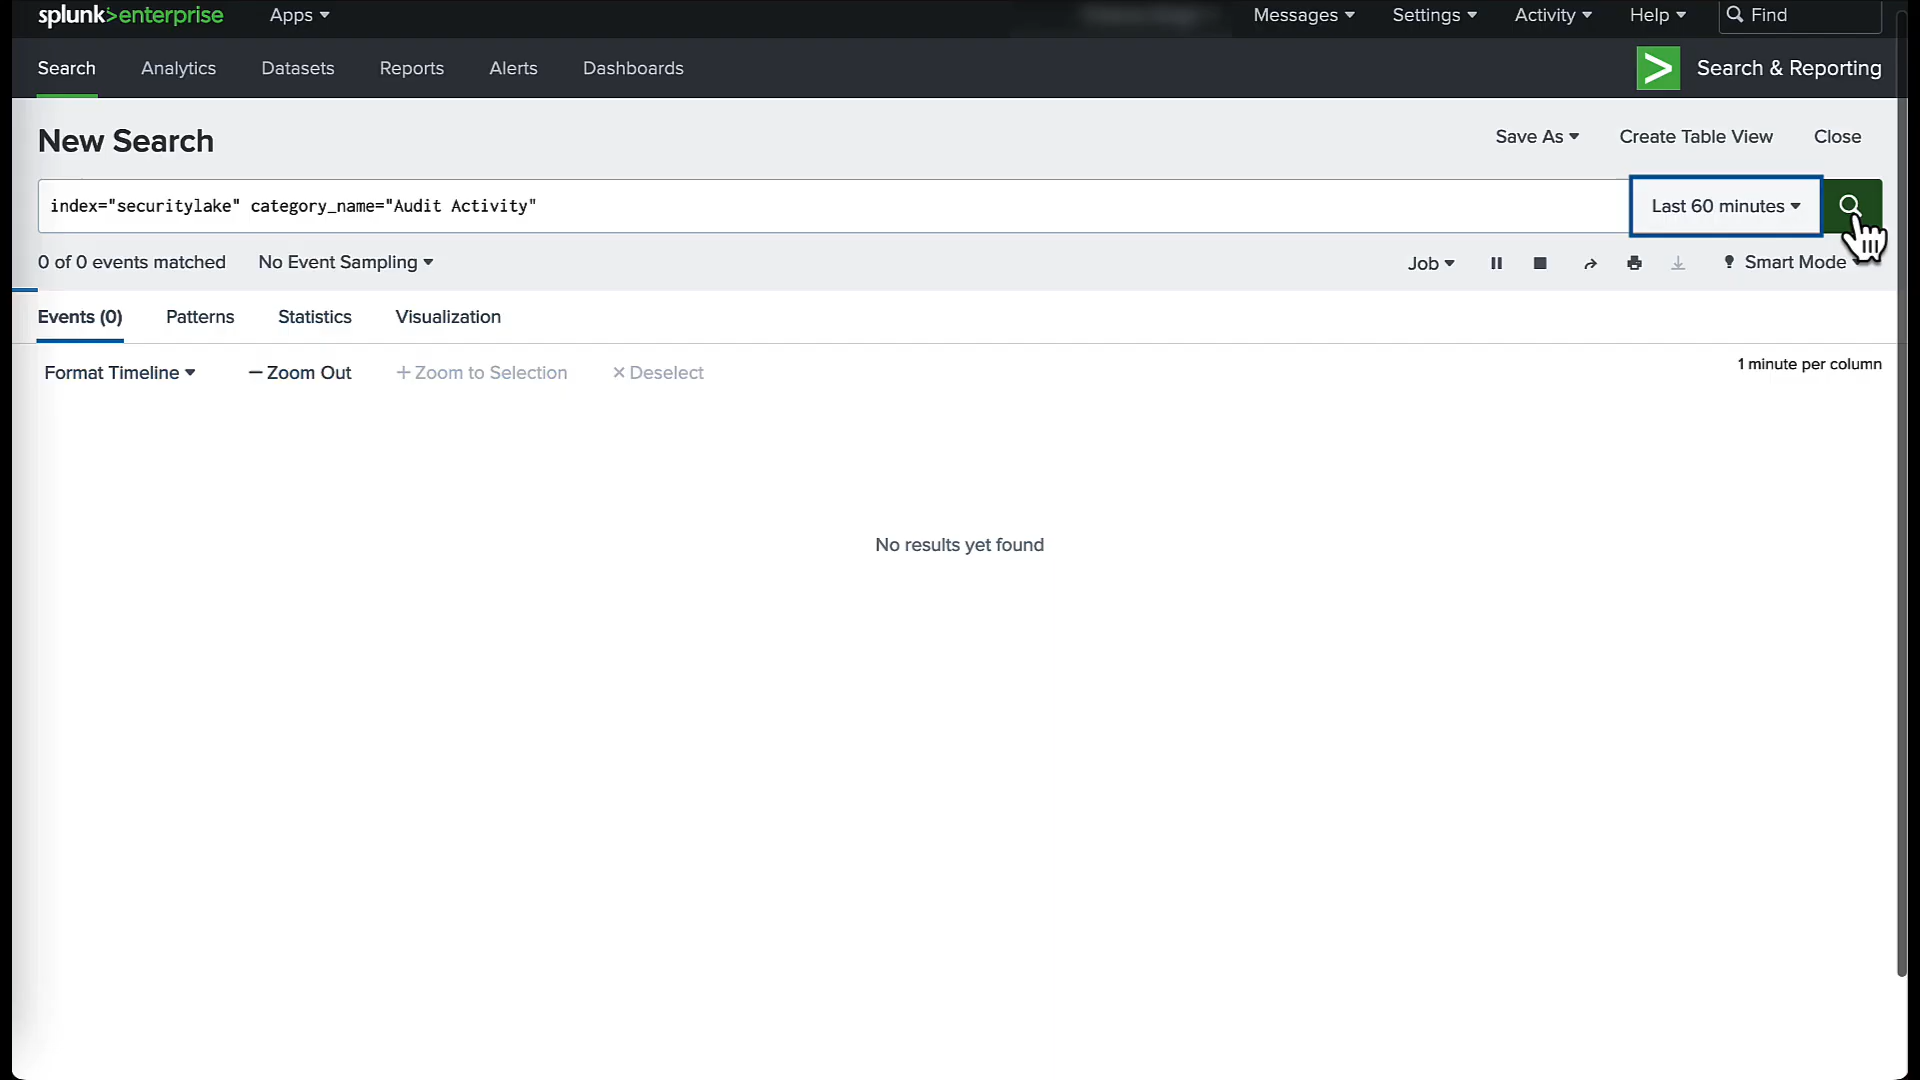 splunk>enterprise Apps Messages Settings Activity Help Find
Search Analytics Datasets Reports Alerts Dashboards > Search & Reporting
New Search Save As Create Table View Close
index="securitylake" category_name="Audit Activity" Last 60 minutes
0 of 0 events matched No Event Sampling Job Smart Mode
Events (0) Patterns Statistics Visualization
Format Timeline — Zoom Out + Zoom to Selection × Deselect 1 minute per column
No results yet found